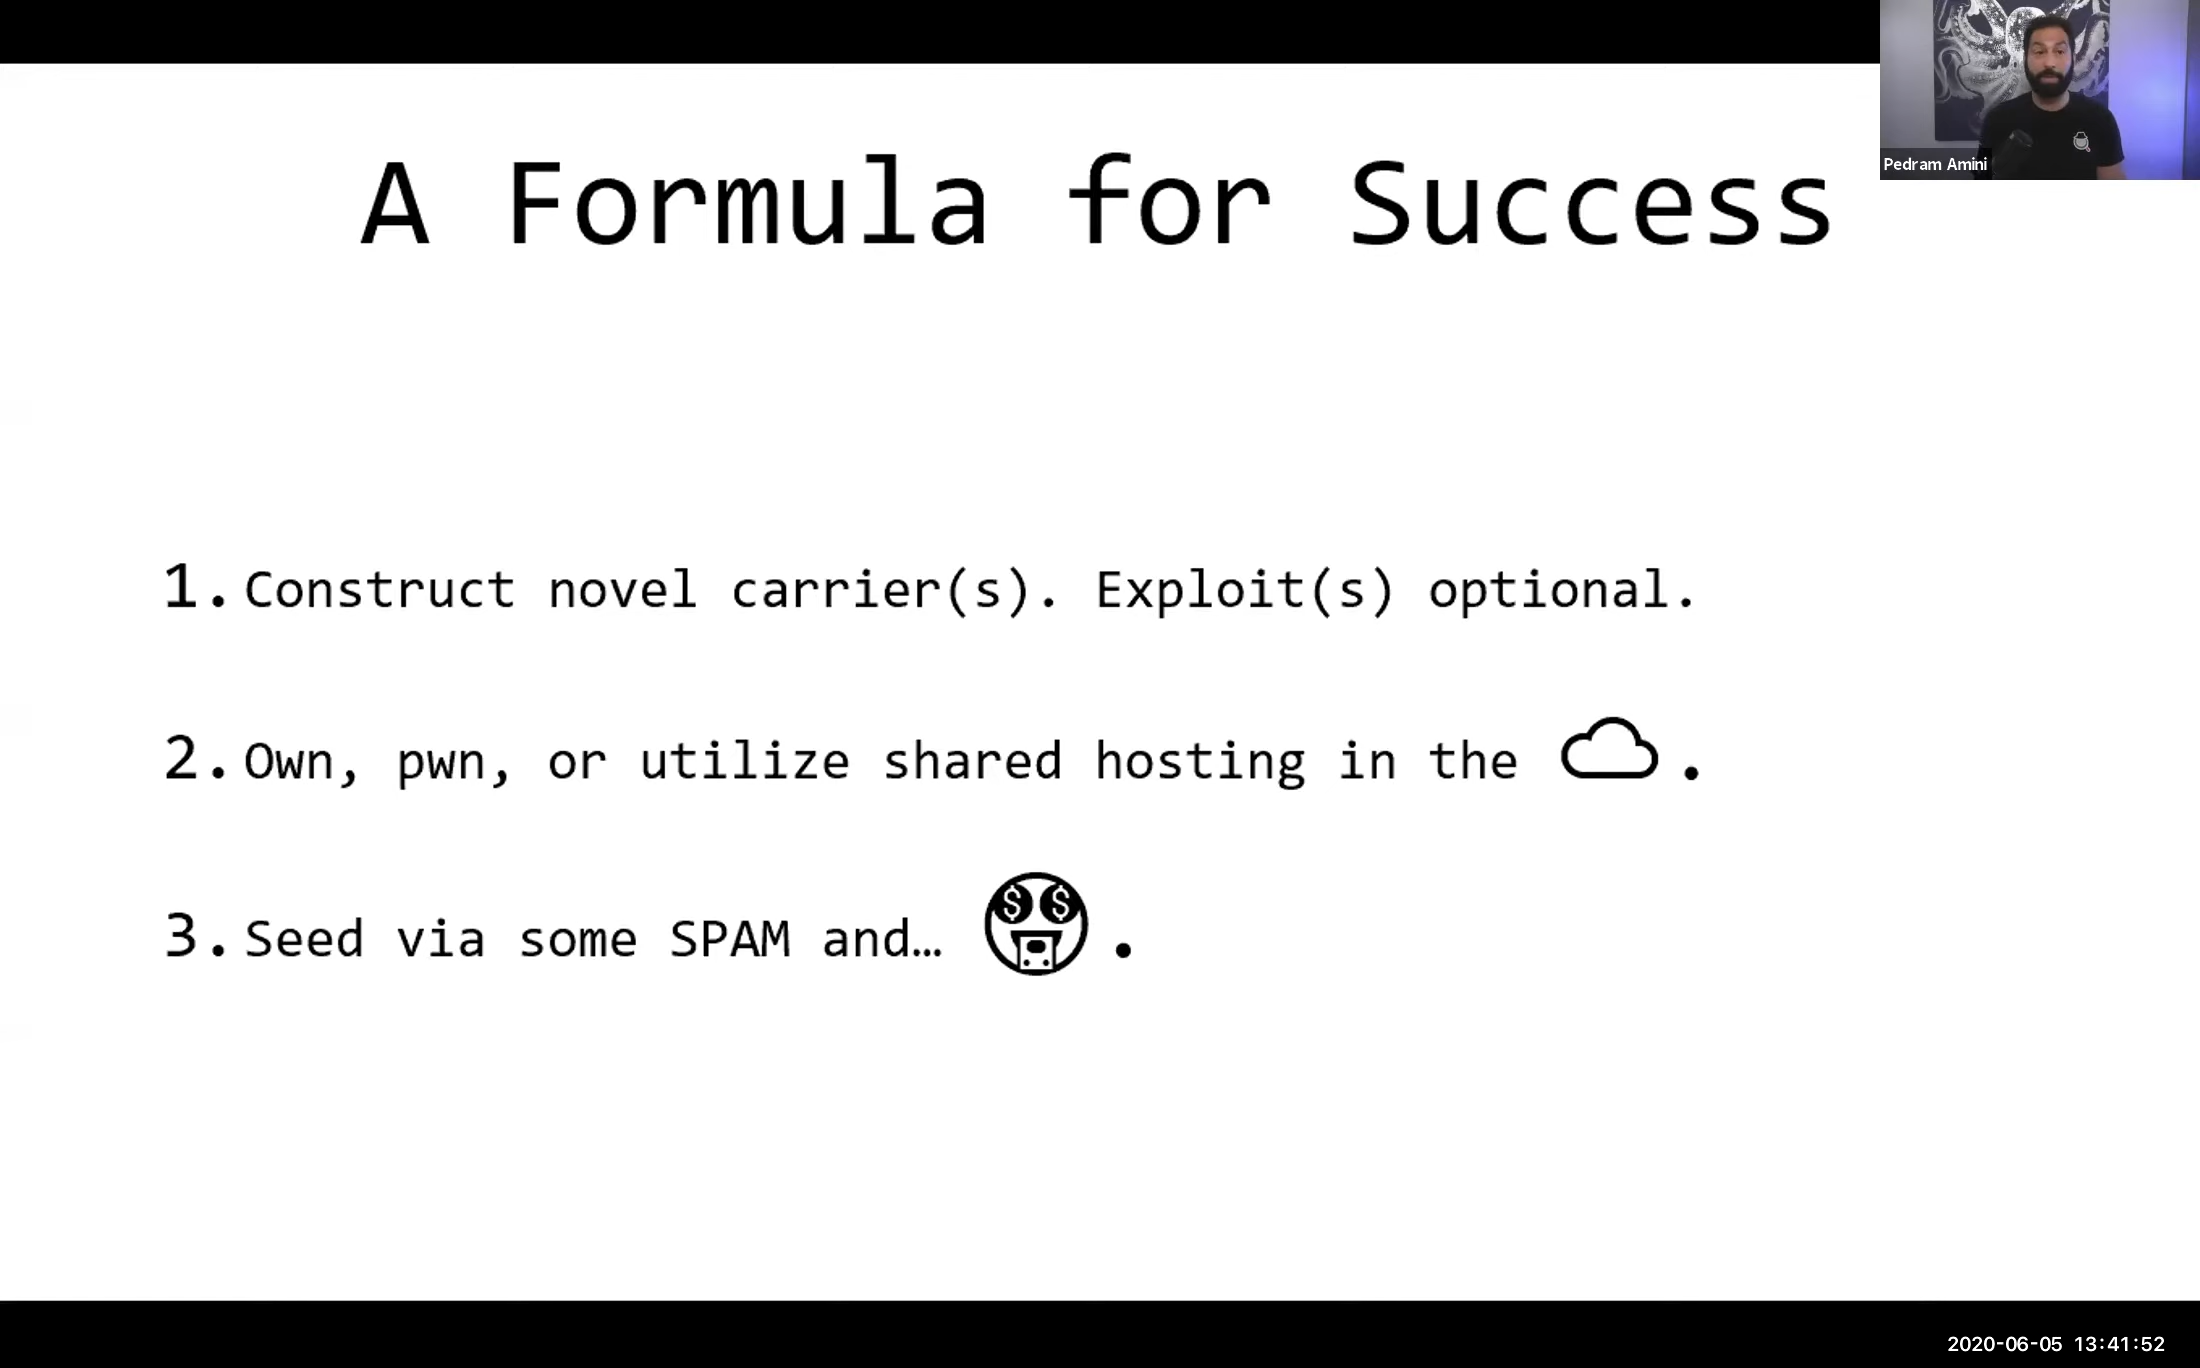 Pedram Amini
A Formula for Success
1. Construct novel carrier(s). Exploit(s) optional.
2. Own, pwn, or utilize shared hosting in the ☁.
3. Seed via some SPAM and… 🤑.
2020-06-05 13:41:52